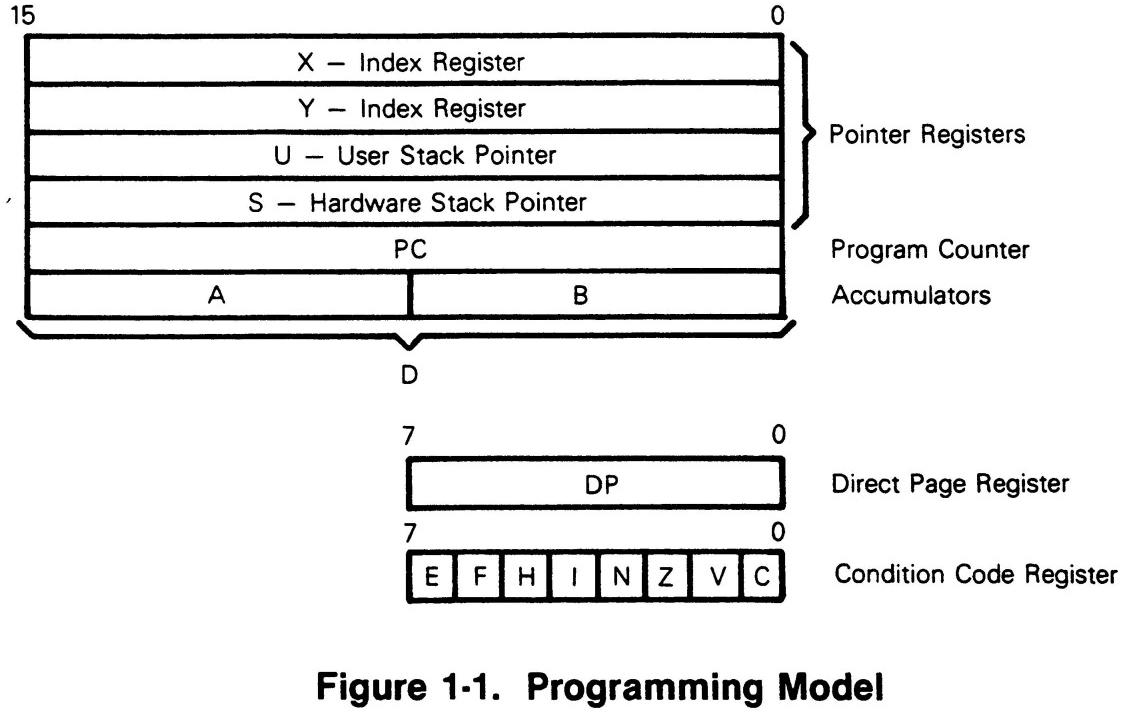 15 0
X — Index Register
Y — Index Register
U — User Stack Pointer
S — Hardware Stack Pointer
Pointer Registers
PC Program Counter
A B Accumulators
D
7 0
DP Direct Page Register
7 0
E F H I N Z V C Condition Code Register
Figure 1-1. Programming Model